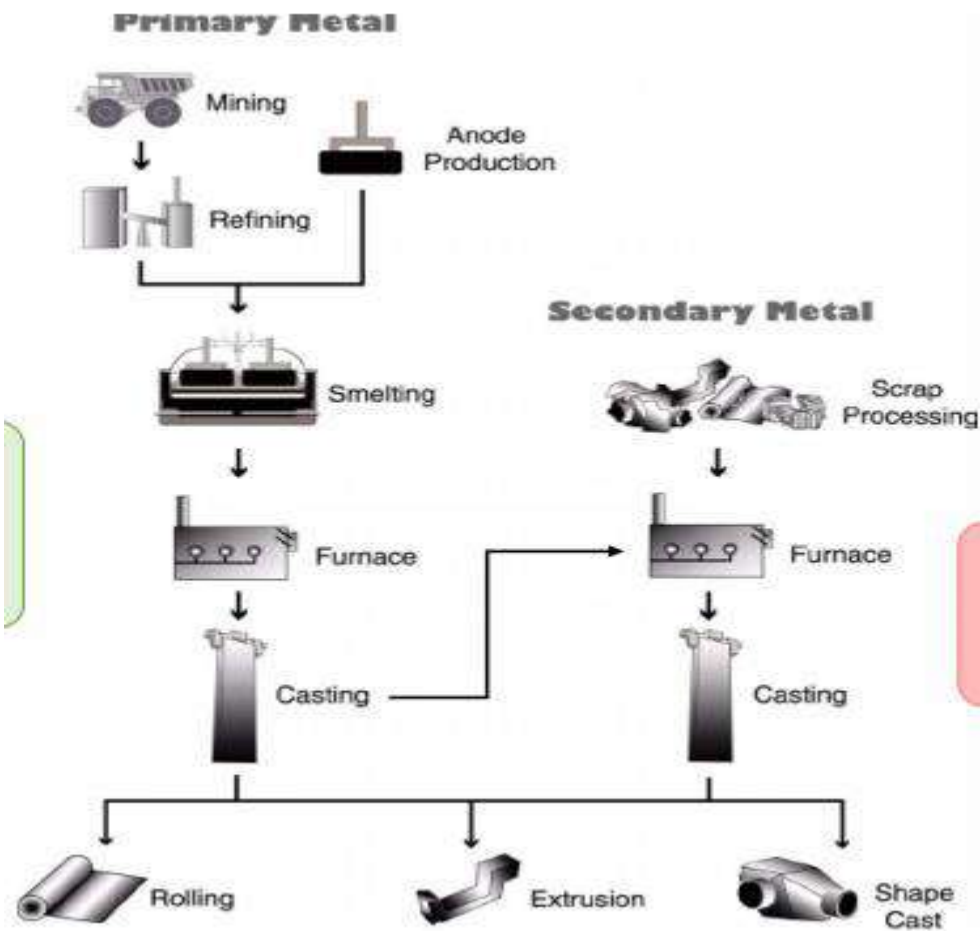 Primary Metal
Mining
Anode
Production
Refining
Secondary Metal
Smelting
Scrap
Processing
Furnace
Furnace
Casting
Casting
Rolling
Extrusion
Shape
Cast